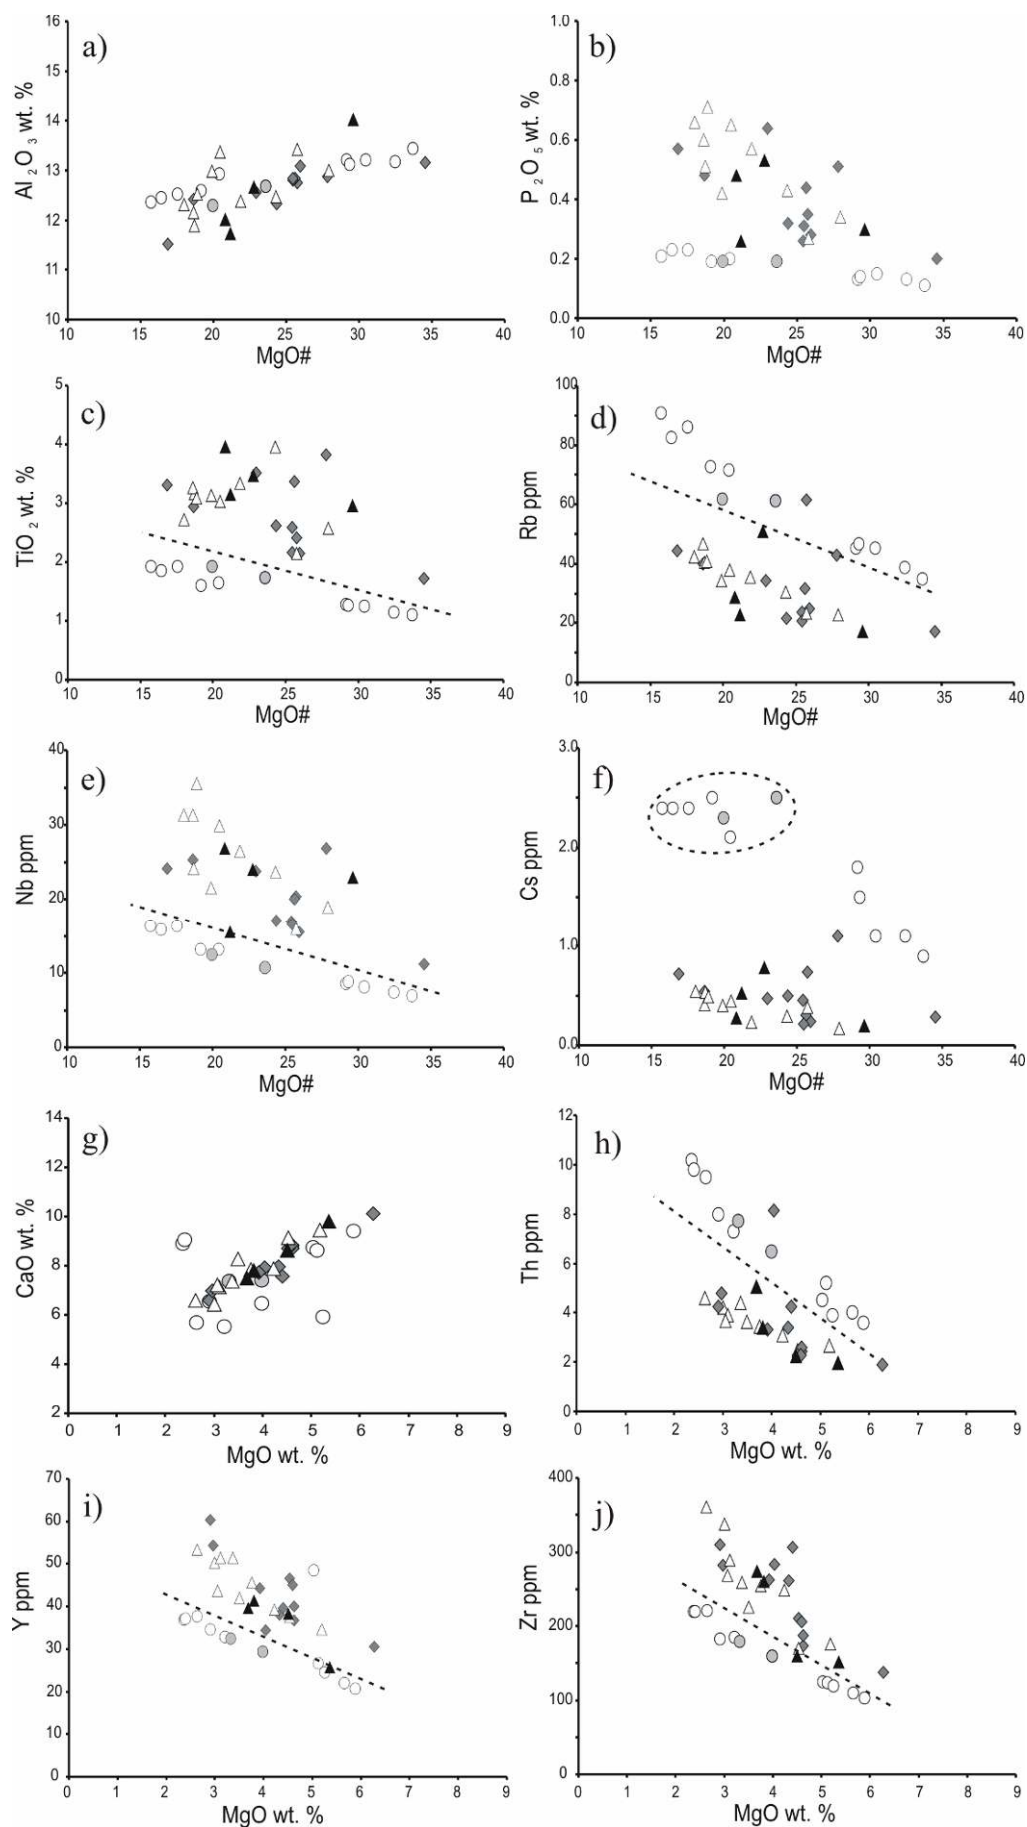 a)
Al2O3 wt. %
16
15
14
13
12
11
10
10 15 20 25 30 35 40
MgO#
b)
P2O5 wt. %
1.0
0.8
0.6
0.4
0.2
0.0
10 15 20 25 30 35 40
MgO#
c)
TiO2 wt. %
5
4
3
2
1
0
10 15 20 25 30 35 40
MgO#
d)
Rb ppm
100
80
60
40
20
00
10 15 20 25 30 35 40
MgO#
e)
Nb ppm
40
30
20
10
0
10 15 20 25 30 35 40
MgO#
f)
Cs ppm
3.0
2.0
1.0
0.0
10 15 20 25 30 35 40
MgO#
g)
CaO wt. %
14
12
10
8
6
4
2
0 1 2 3 4 5 6 7 8 9
MgO wt. %
h)
Th ppm
12
10
8
6
4
2
0
0 1 2 3 4 5 6 7 8 9
MgO wt. %
i)
Y ppm
70
60
50
40
30
20
10
0
0 1 2 3 4 5 6 7 8 9
MgO wt. %
j)
Zr ppm
400
300
200
100
0
0 1 2 3 4 5 6 7 8 9
MgO wt. %